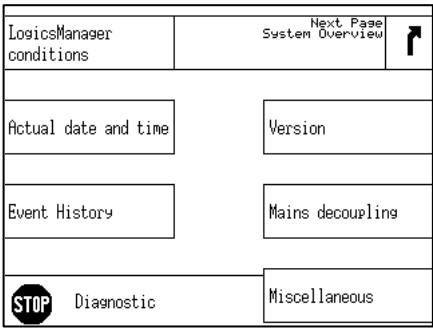 LogicsManager
conditions
Next Page
System Overview
Actual date and time
Version
Event History
Mains decoupling
STOP
Diagnostic
Miscellaneous